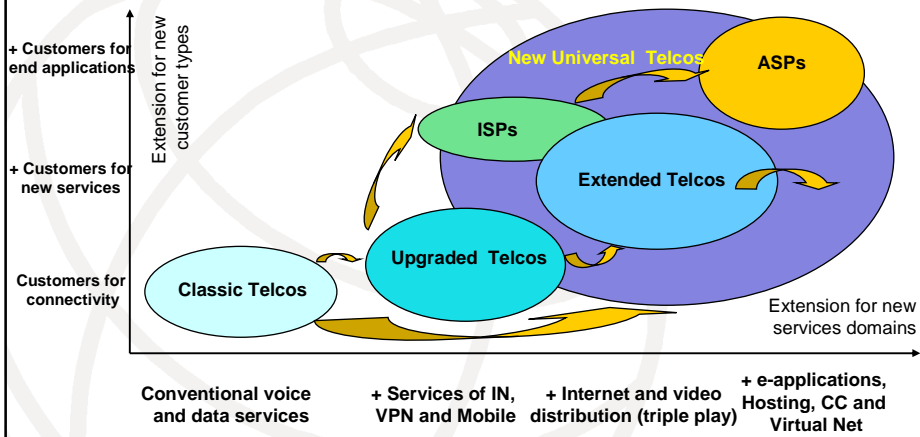 + Customers for
end applications
Extension for new
customer types
New Universal Telcos
ASPs
ISPs
+ Customers for
new services
Extended Telcos
Upgraded Telcos
Customers for
connectivity
Classic Telcos
Extension for new
services domains
Conventional voice
and data services
+ Services of IN,
VPN and Mobile
+ Internet and video
distribution (triple play)
+ e-applications,
Hosting, CC and
Virtual Net